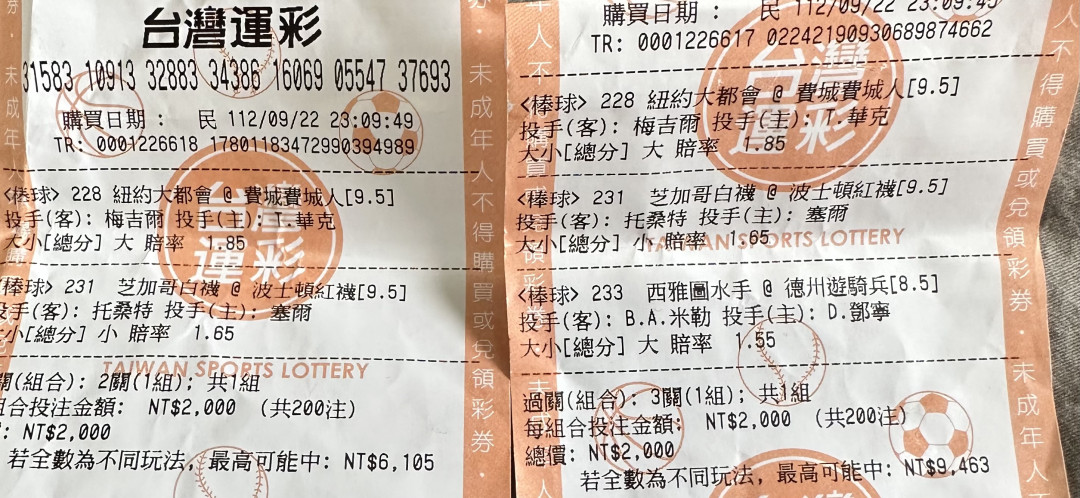 台灣運彩
31583 10913 32883 34386 16069 05547 37693
購買日期： 民 112/09/22 23:09:49
TR: 0001226618 17801183472990394989
<棒球> 228 紐約大都會 @ 費城費城人[9.5]
投手(客): 梅吉爾 投手(主): T.華克
大小[總分] 大 賠率 1.85
<棒球> 231 芝加哥白襪 @ 波士頓紅襪[9.5]
投手(客): 托桑特 投手(主): 塞爾
大小[總分] 小 賠率 1.65
TAIWAN SPORTS LOTTERY
關(組合): 2關(1組); 共1組
組合投注金額: NT$2,000 (共200注)
: NT$2,000
若全數為不同玩法, 最高可能中: NT$6,105
未成年人不得購買或兌領彩券.
購買日期： 民 112/09/22 23:09:45
TR: 0001226617 02242190930689874662
<棒球> 228 紐約大都會 @ 費城費城人[9.5]
投手(客): 梅吉爾 投手(主): T.華克
大小[總分] 大 賠率 1.85
<棒球> 231 芝加哥白襪 @ 波士頓紅襪[9.5]
投手(客): 托桑特 投手(主): 塞爾
大小[總分] 小 賠率 1.65
TAIWAN SPORTS LOTTERY
<棒球> 233 西雅圖水手 @ 德州遊騎兵[8.5]
投手(客): B.A.米勒 投手(主): D.鄧寧
大小[總分] 大 賠率 1.55
過關(組合): 3關(1組); 共1組
每組合投注金額: NT$2,000 (共200注)
總價: NT$2,000
若全數為不同玩法, 最高可能中: NT$9,463
台灣運彩
人不得購買或兌領彩券.未成年人